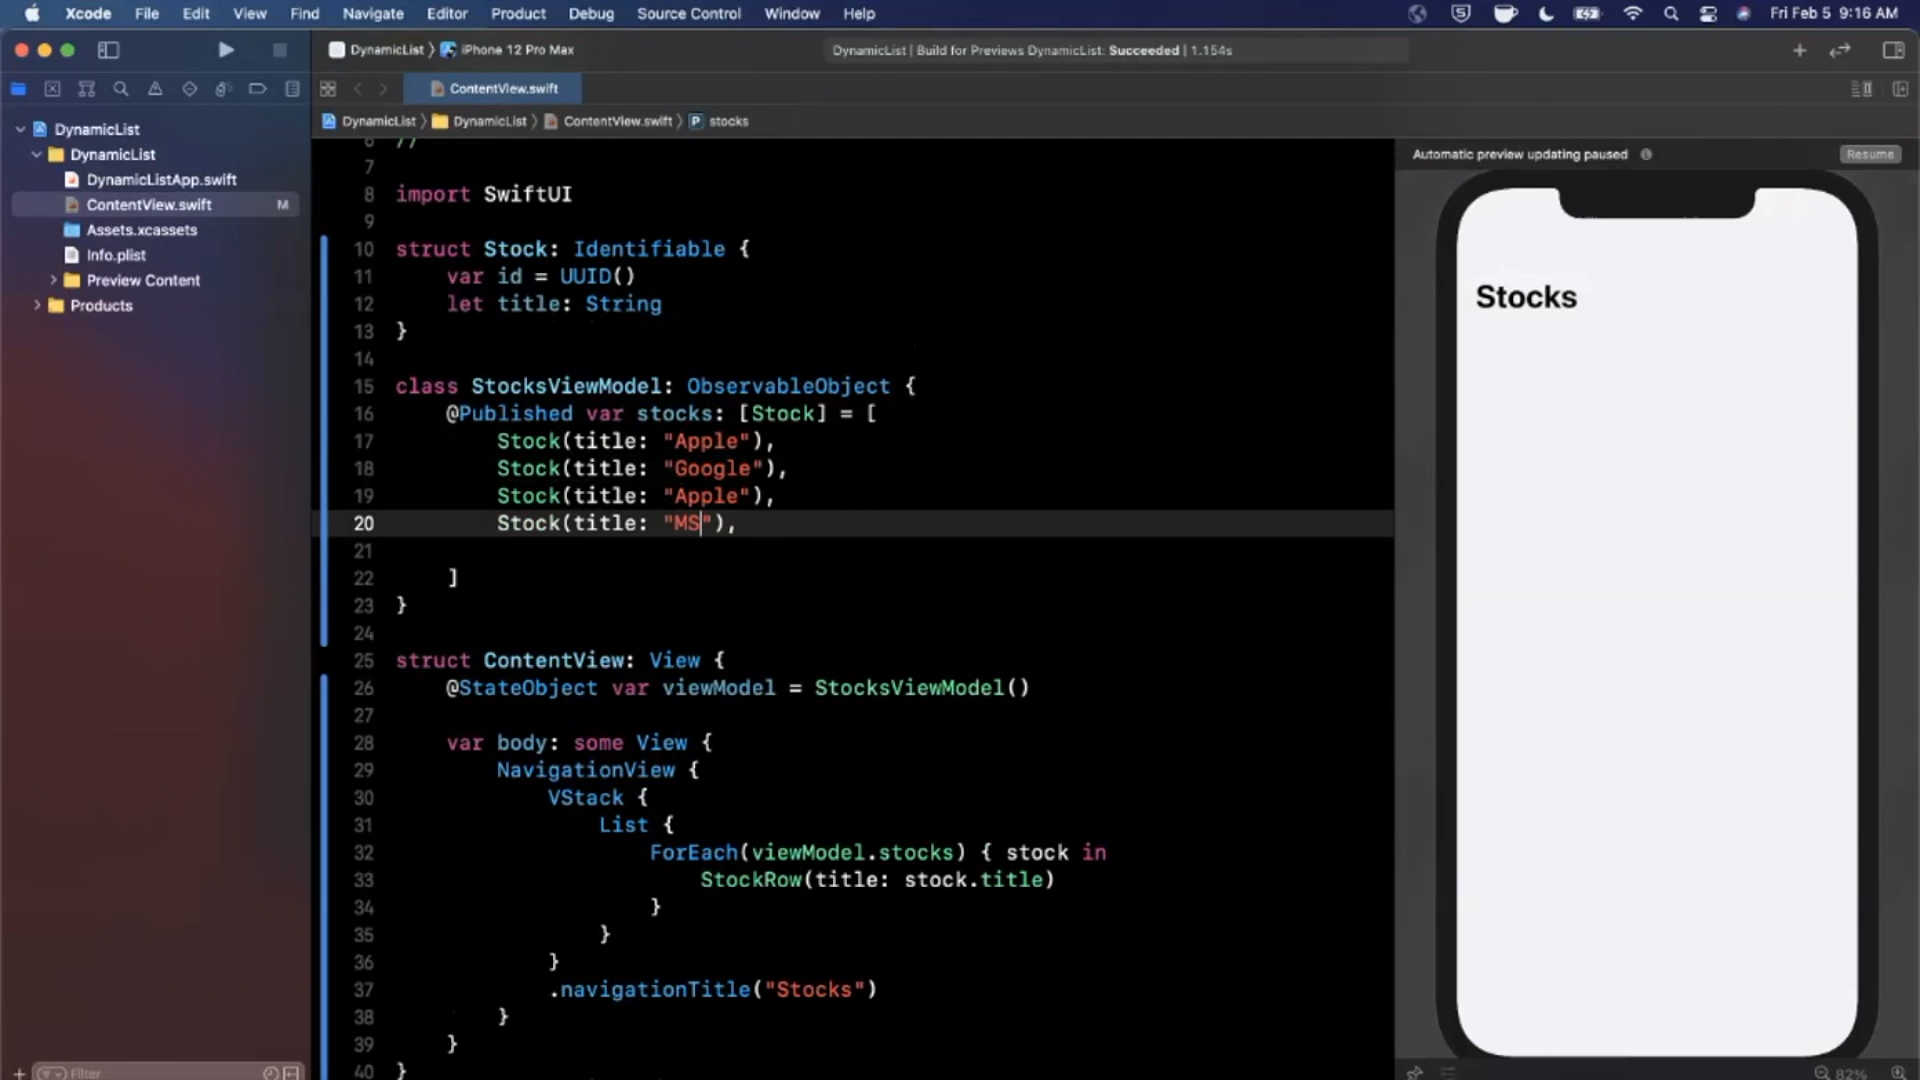 Xcode File Edit View Find Navigate Editor Product Debug Source Control Window Help Fri Feb 5 9:16 AM
DynamicList 〉 iPhone 12 Pro Max DynamicList | Build for Previews DynamicList: Succeeded | 1.154s
ContentView.swift
DynamicList 〉 DynamicList 〉 ContentView.swift 〉 P stocks
DynamicList
DynamicList
DynamicListApp.swift
ContentView.swift M
Assets.xcassets
Info.plist
Preview Content
Products
Filter
6 //
7
8 import SwiftUI
9
10 struct Stock: Identifiable {
11 var id = UUID()
12 let title: String
13 }
14
15 class StocksViewModel: ObservableObject {
16 @Published var stocks: [Stock] = [
17 Stock(title: "Apple"),
18 Stock(title: "Google"),
19 Stock(title: "Apple"),
20 Stock(title: "MS"),
21
22 ]
23 }
24
25 struct ContentView: View {
26 @StateObject var viewModel = StocksViewModel()
27
28 var body: some View {
29 NavigationView {
30 VStack {
31 List {
32 ForEach(viewModel.stocks) { stock in
33 StockRow(title: stock.title)
34 }
35 }
36 }
37 .navigationTitle("Stocks")
38 }
39 }
40 }
Automatic preview updating paused Resume
Stocks
82%